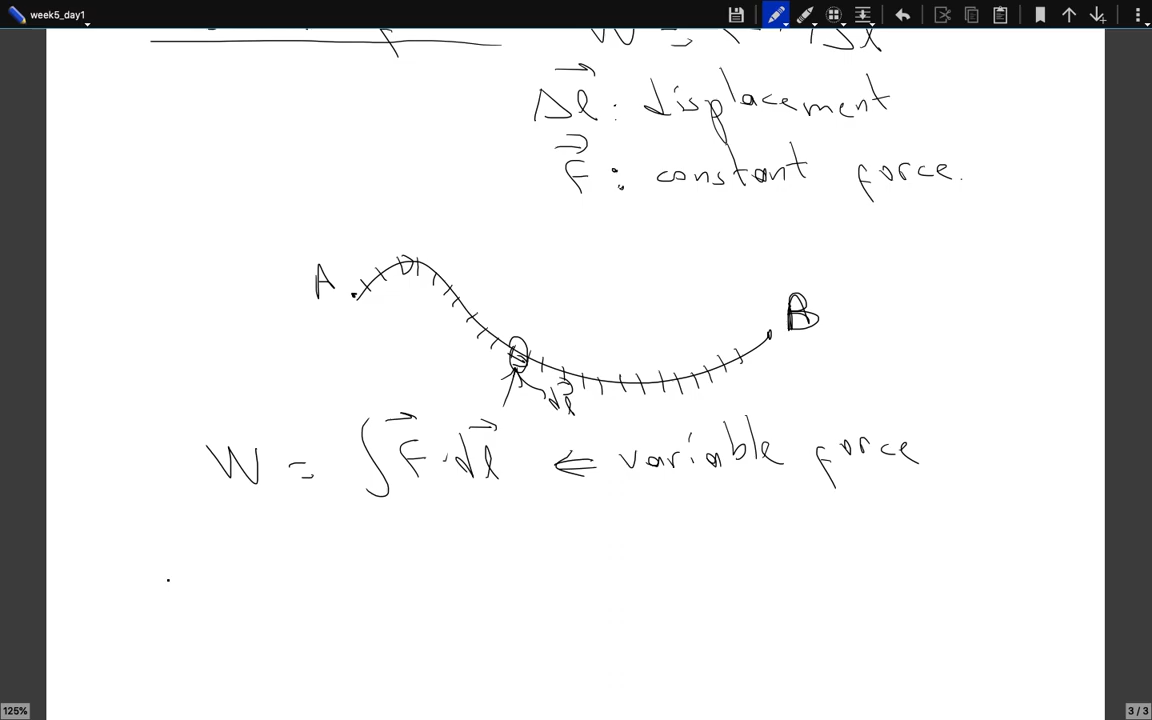 week5_day1
Δl⃗ : displacement
F⃗ : constant force.
A
B
dl⃗
W = ∫ F⃗ · dl⃗ ⇐ variable force
125%
3 / 3